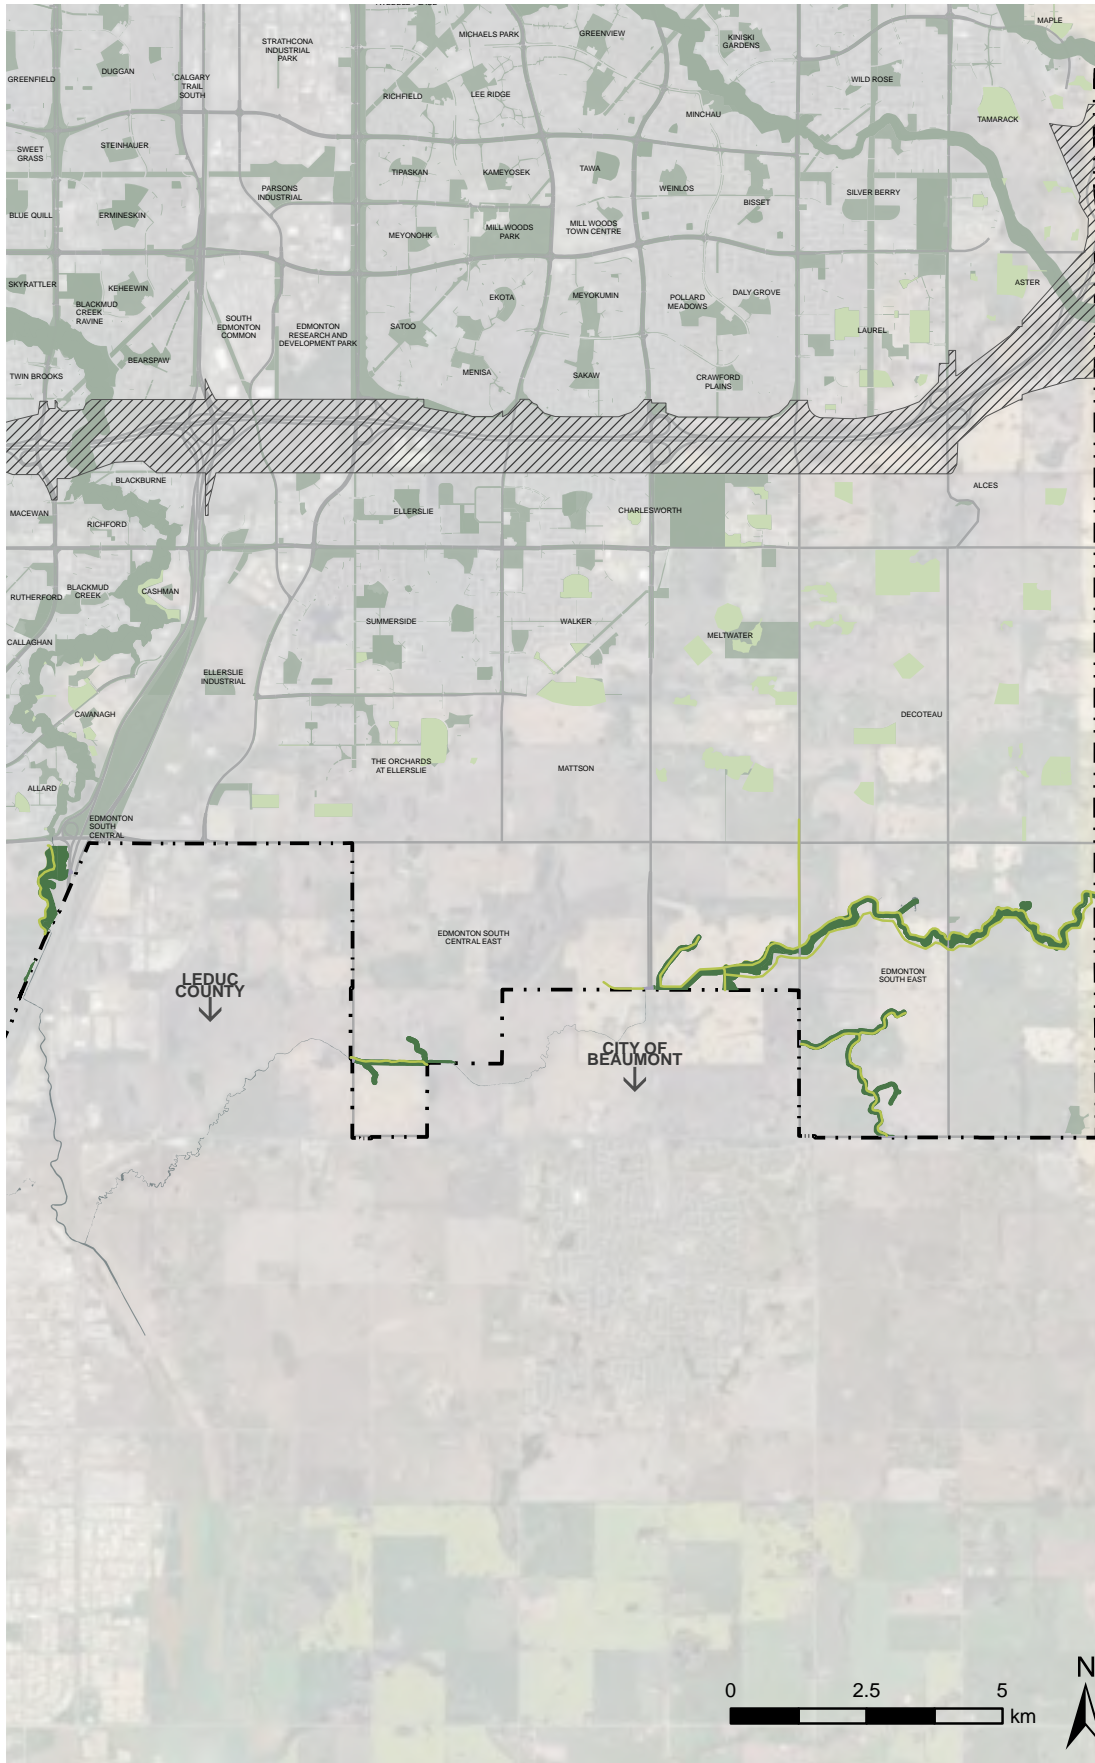 MICHAELS PARK
GREENVIEW
KINISKI
GARDENS
MAPLE
STRATHCONA
INDUSTRIAL
PARK
GREENFIELD
DUGGAN
CALGARY
TRAIL
SOUTH
RICHFIELD
LEE RIDGE
WILD ROSE
MINCHAU
TAMARACK
SWEET
GRASS
STEINHAUER
TIPASKAN
KAMEYOSEK
TAWA
WEINLOS
BISSET
SILVER BERRY
PARSONS
INDUSTRIAL
BLUE QUILL
ERMINESKIN
MEYONOHK
MILL WOODS
PARK
MILL WOODS
TOWN CENTRE
SKYRATTLER
KEHEEWIN
BLACKMUD
CREEK
RAVINE
SOUTH
EDMONTON
COMMON
EDMONTON
RESEARCH AND
DEVELOPMENT PARK
SATOO
EKOTA
MEYOKUMIN
POLLARD
MEADOWS
DALY GROVE
ASTER
LAUREL
TWIN BROOKS
BEARSPAW
MENISA
SAKAW
CRAWFORD
PLAINS
BLACKBURNE
MACEWAN
RICHFORD
ELLERSLIE
CHARLESWORTH
ALCES
RUTHERFORD
BLACKMUD
CREEK
CASHMAN
CALLAGHAN
SUMMERSIDE
WALKER
MELTWATER
ELLERSLIE
INDUSTRIAL
CAVANAGH
DECOTEAU
THE ORCHARDS
AT ELLERSLIE
MATTSON
ALLARD
EDMONTON
SOUTH
CENTRAL
EDMONTON SOUTH
CENTRAL EAST
EDMONTON
SOUTH EAST
LEDUC
COUNTY
CITY OF
BEAUMONT
N
0 2.5 5
km